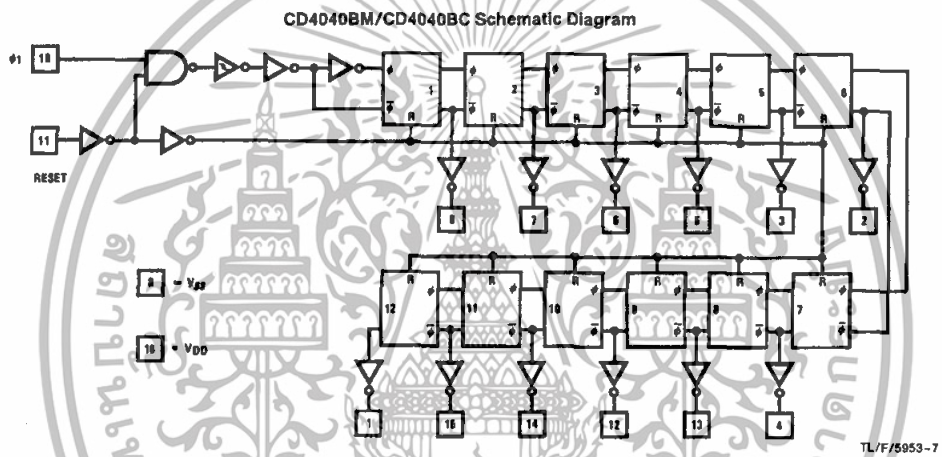 CD4040BM/CD4040BC Schematic Diagram
ϕ1 10
ϕ ϕ ϕ ϕ ϕ ϕ
1 2 3 4 5 6
ϕ̅ ϕ̅ ϕ̅ ϕ̅ ϕ̅ ϕ̅
R R R R R R
11
RESET
9 7 6 5 3 2
R R R R R R
8 = VSS
12 11 10 9 8 7
ϕ ϕ ϕ ϕ ϕ ϕ
ϕ̅ ϕ̅ ϕ̅ ϕ̅ ϕ̅ ϕ̅
16 = VDD
1 15 14 12 13 4
TL/F/5953-7